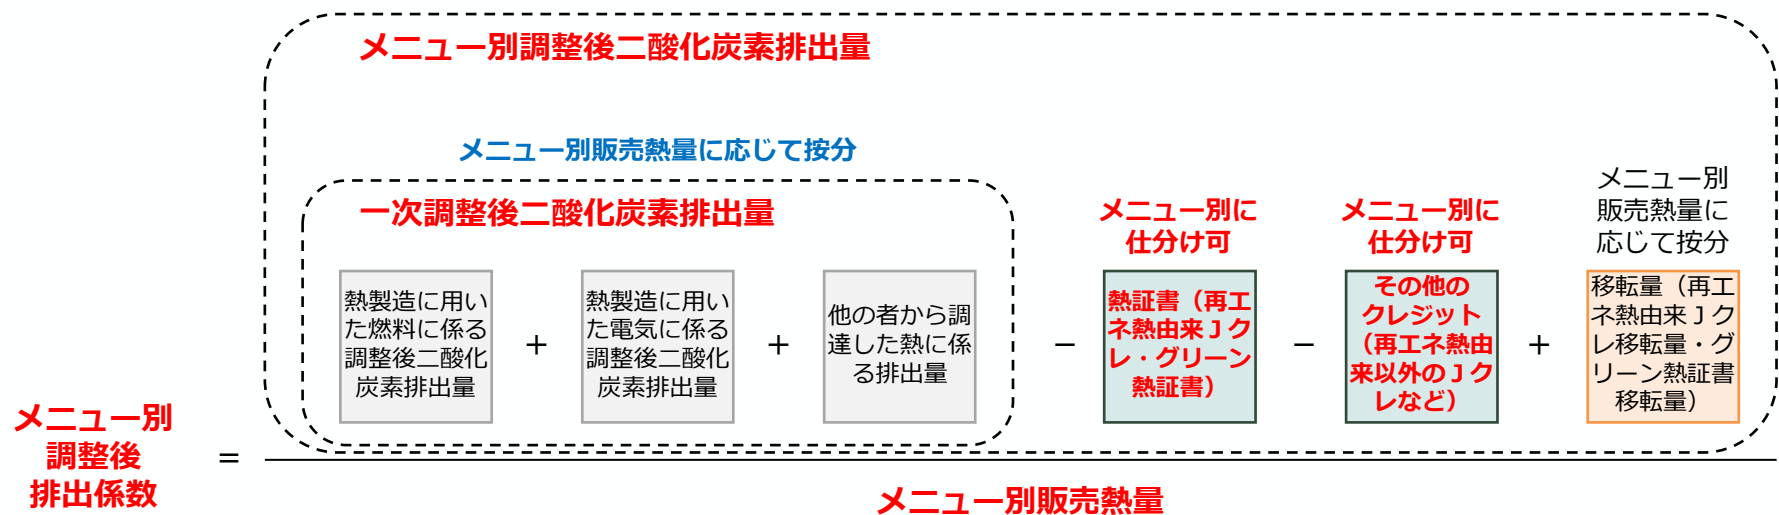 メニュー別調整後二酸化炭素排出量
メニュー別販売熱量に応じて按分
一次調整後二酸化炭素排出量
熱製造に用い
た燃料に係る
調整後二酸化
炭素排出量
＋
熱製造に用い
た電気に係る
調整後二酸化
炭素排出量
＋
他の者から調
達した熱に係
る排出量
－
メニュー別に
仕分け可
熱証書（再エ
ネ熱由来Ｊク
レ・グリーン
熱証書）
－
メニュー別に
仕分け可
その他の
クレジット
（再エネ熱由
来以外のＪク
レなど）
＋
メニュー別
販売熱量に
応じて按分
移転量（再エ
ネ熱由来Ｊク
レ移転量・グ
リーン熱証書
移転量）
メニュー別
調整後
排出係数
＝
メニュー別販売熱量